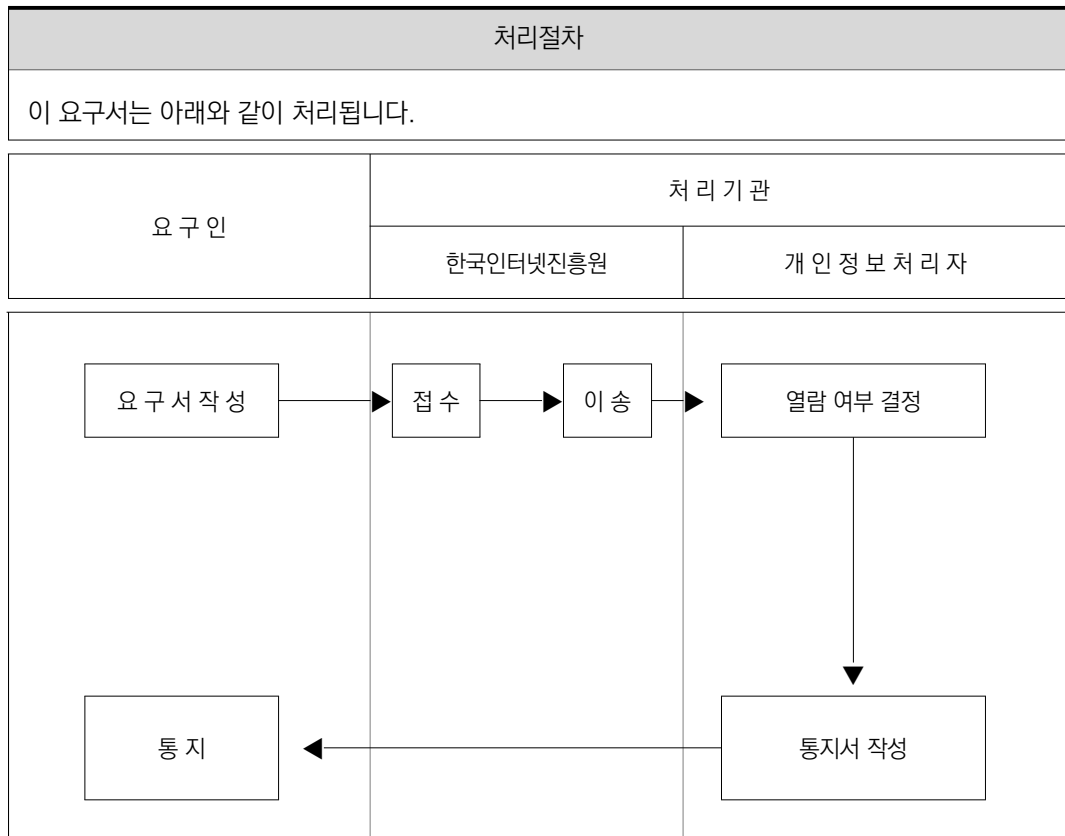 처리절차
이 요구서는 아래와 같이 처리됩니다.
요 구 인
처 리 기 관
한국인터넷진흥원
개 인 정 보 처 리 자
요 구 서 작 성
접 수
이 송
열람 여부 결정
통 지
통지서 작성